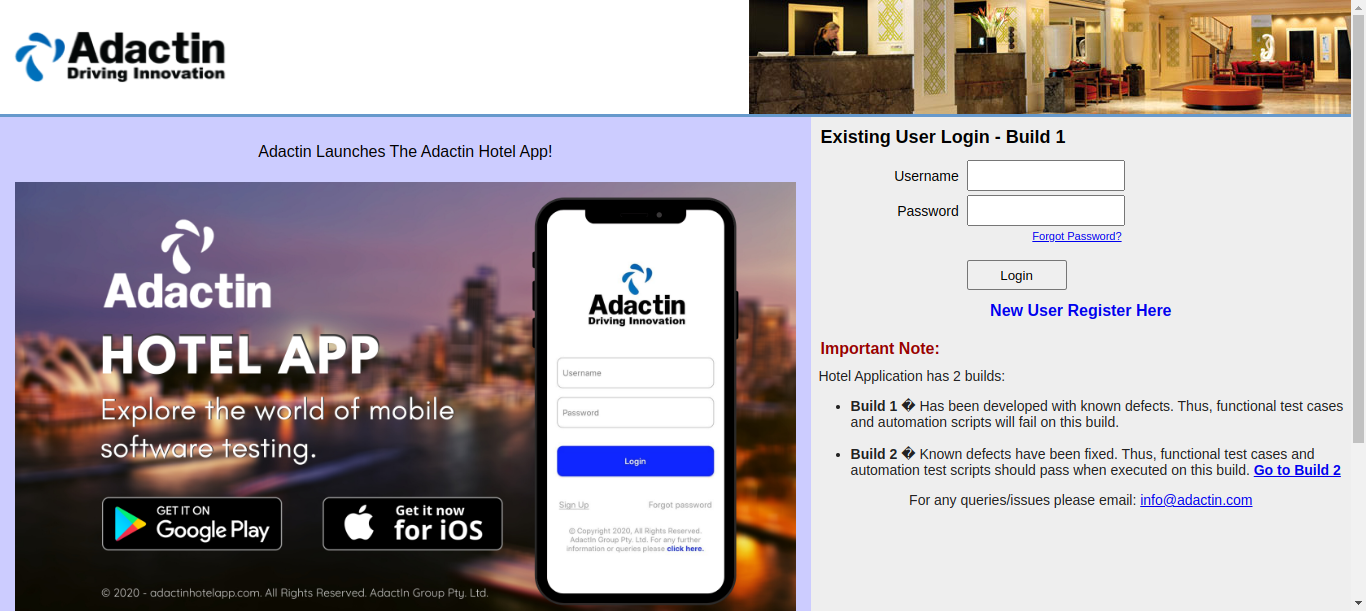 Adactin
Driving Innovation
Adactin Launches The Adactin Hotel App!
Adactin
HOTEL APP
Explore the world of mobile
software testing.
GET IT ON
Google Play
Get it now
for iOS
© 2020 - adactinhotelapp.com. All Rights Reserved. AdactIn Group Pty. Ltd.
Adactin
Driving Innovation
Username
Password
Login
Sign Up Forgot password
© Copyright 2020, All Rights Reserved.
AdactIn Group Pty. Ltd. For any further
information or queries please click here.
Existing User Login - Build 1
Username
Password
Forgot Password?
Login
New User Register Here
Important Note:
Hotel Application has 2 builds:
• Build 1 � Has been developed with known defects. Thus, functional test cases
and automation scripts will fail on this build.
• Build 2 � Known defects have been fixed. Thus, functional test cases and
automation test scripts should pass when executed on this build. Go to Build 2
For any queries/issues please email: info@adactin.com